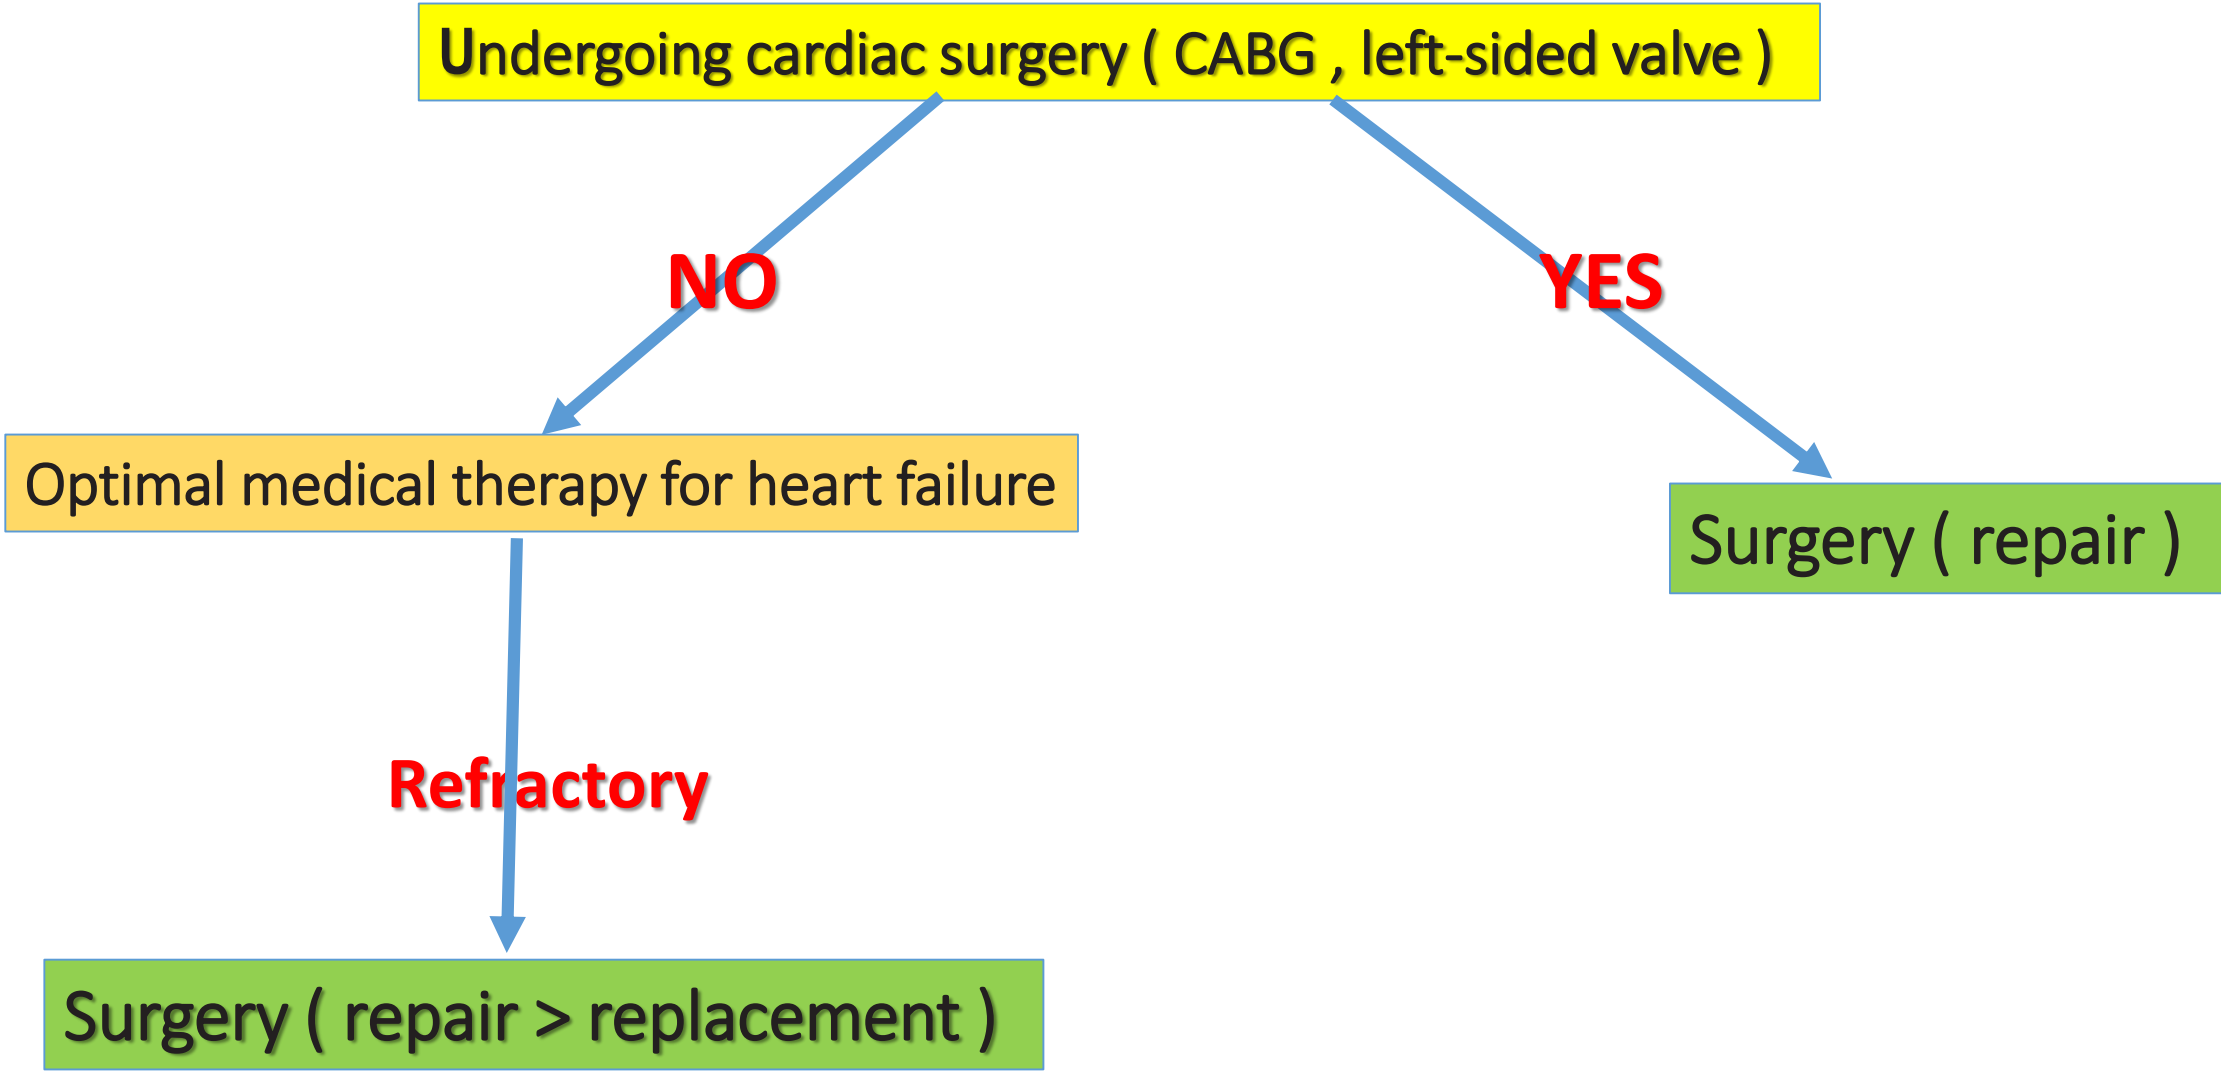 Undergoing cardiac surgery ( CABG , left-sided valve )
NO
YES
Optimal medical therapy for heart failure
Surgery ( repair )
Refractory
Surgery ( repair > replacement )